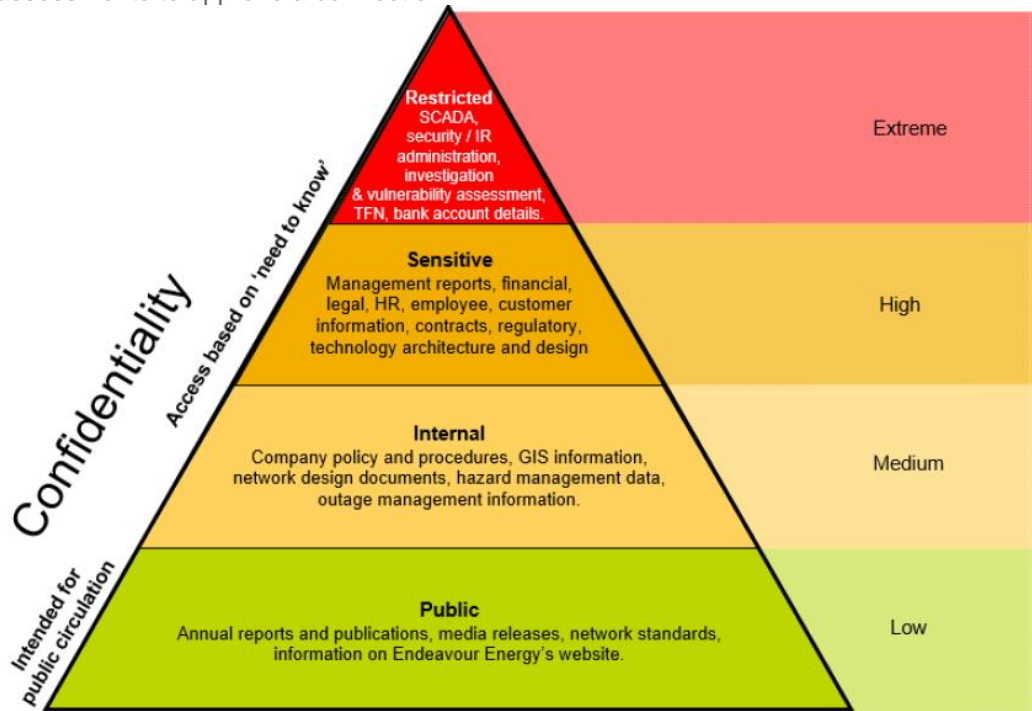 Restricted
SCADA,
security / IR
administration,
investigation
& vulnerability assessment,
TFN, bank account details.
Extreme
Sensitive
Management reports, financial,
legal, HR, employee, customer
information, contracts, regulatory,
technology architecture and design
High
Internal
Company policy and procedures, GIS information,
network design documents, hazard management data,
outage management information.
Medium
Public
Annual reports and publications, media releases, network standards,
information on Endeavour Energy's website.
Low
Confidentiality
Access based on ‘need to know’
Intended for
public circulation